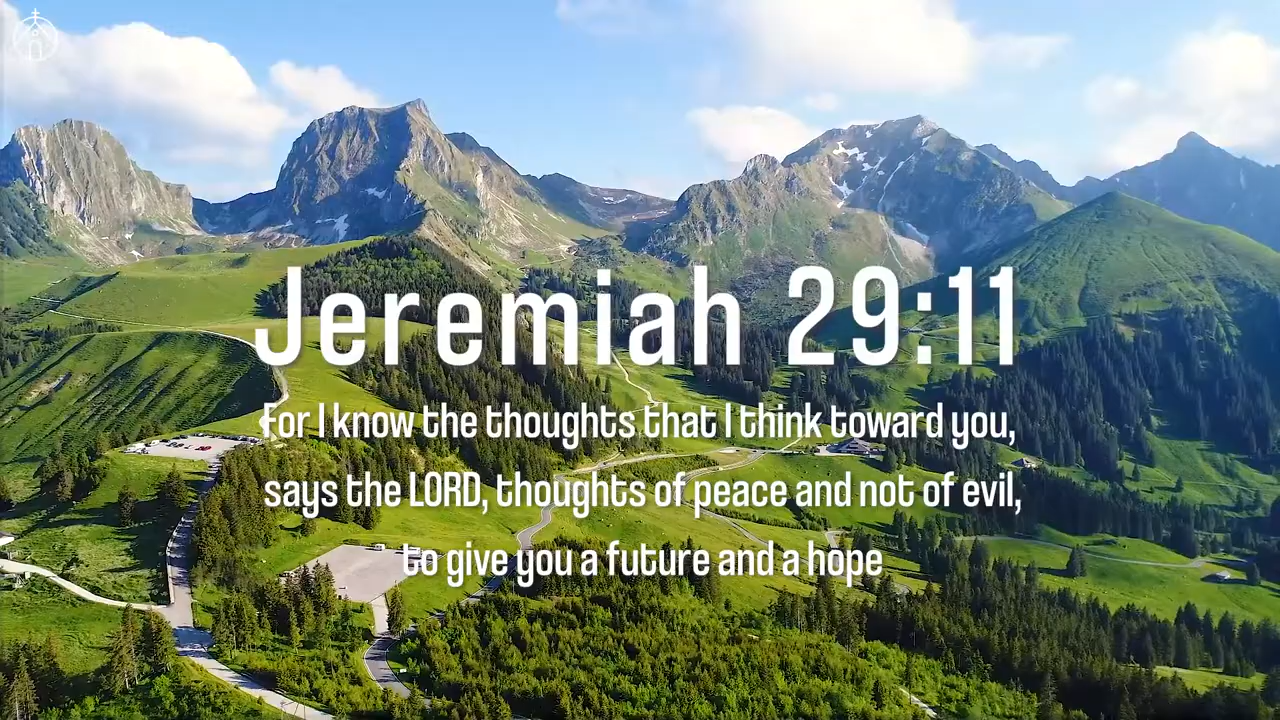 Jeremiah 29:11
For I know the thoughts that I think toward you,
says the LORD, thoughts of peace and not of evil,
to give you a future and a hope